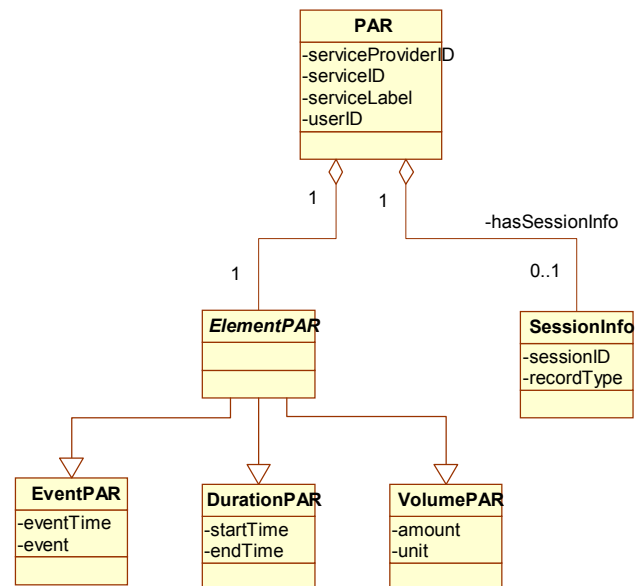 PAR
-serviceProviderID
-serviceID
-serviceLabel
-userID
1
1
-hasSessionInfo
1
0..1
ElementPAR
SessionInfo
-sessionID
-recordType
EventPAR
-eventTime
-event
DurationPAR
-startTime
-endTime
VolumePAR
-amount
-unit